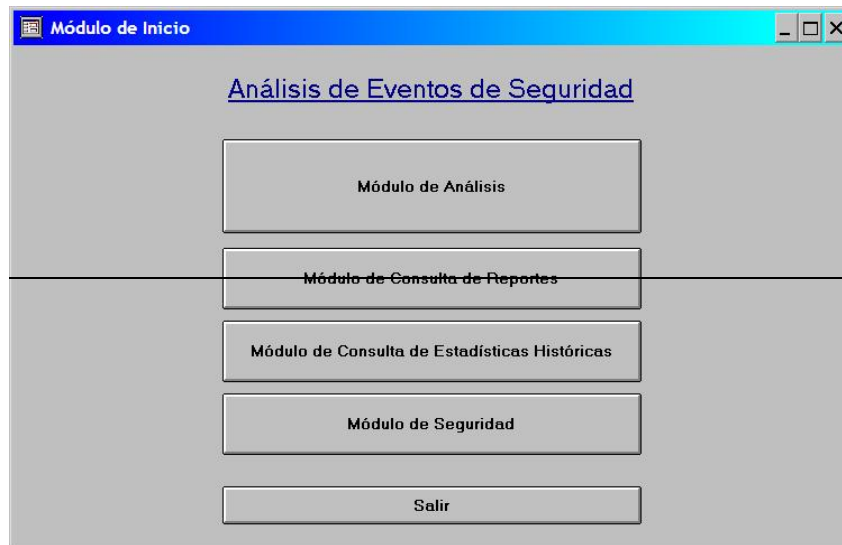 Módulo de Inicio
Análisis de Eventos de Seguridad
Módulo de Análisis
Módulo de Consulta de Reportes
Módulo de Consulta de Estadísticas Históricas
Módulo de Seguridad
Salir